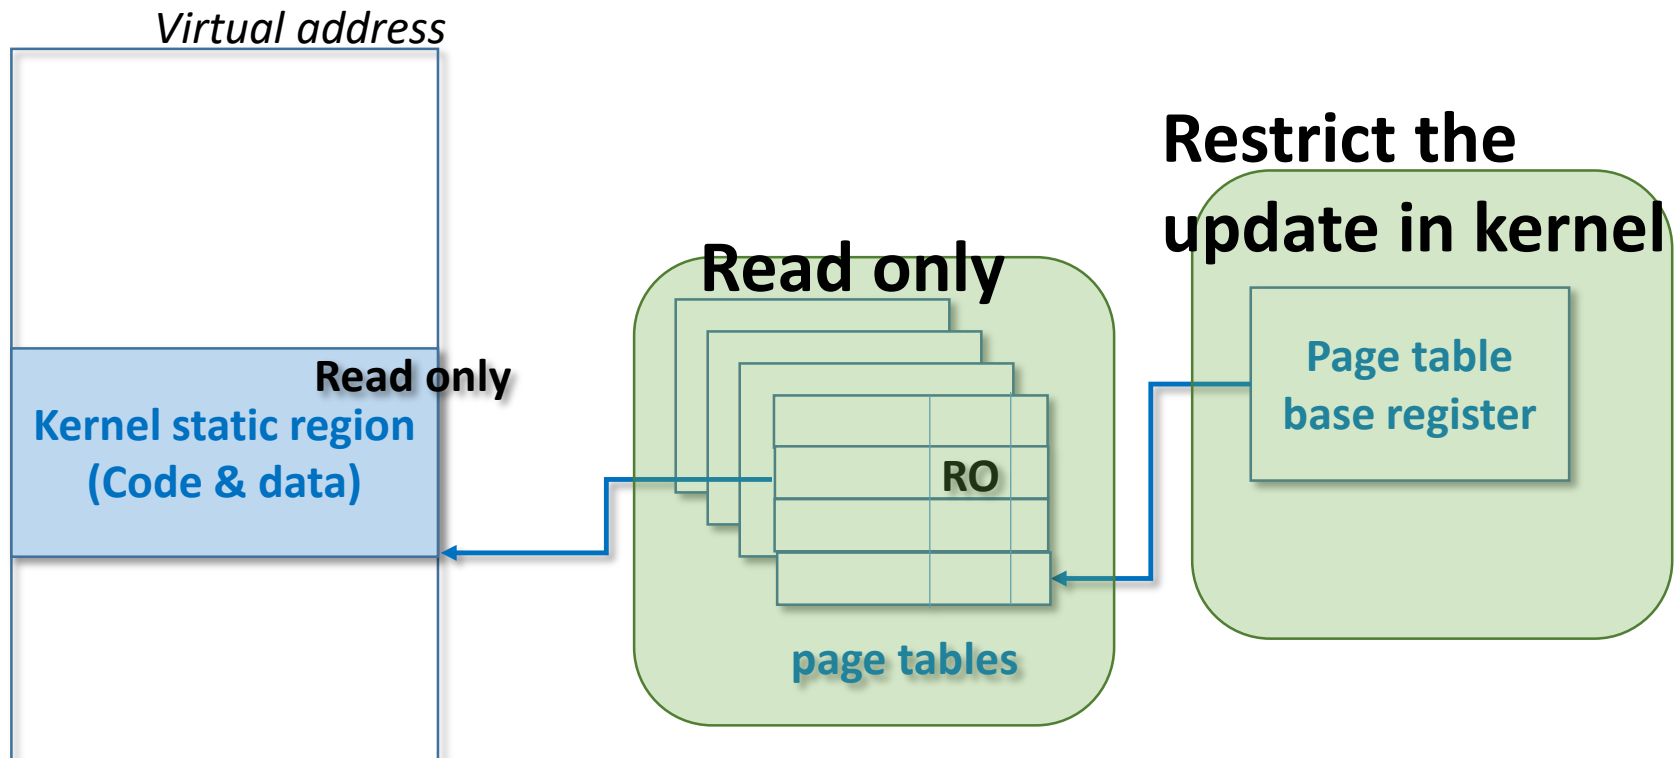 Virtual address
Read only
Kernel static region
(Code & data)
Read only
RO
page tables
Restrict the
update in kernel
Page table
base register